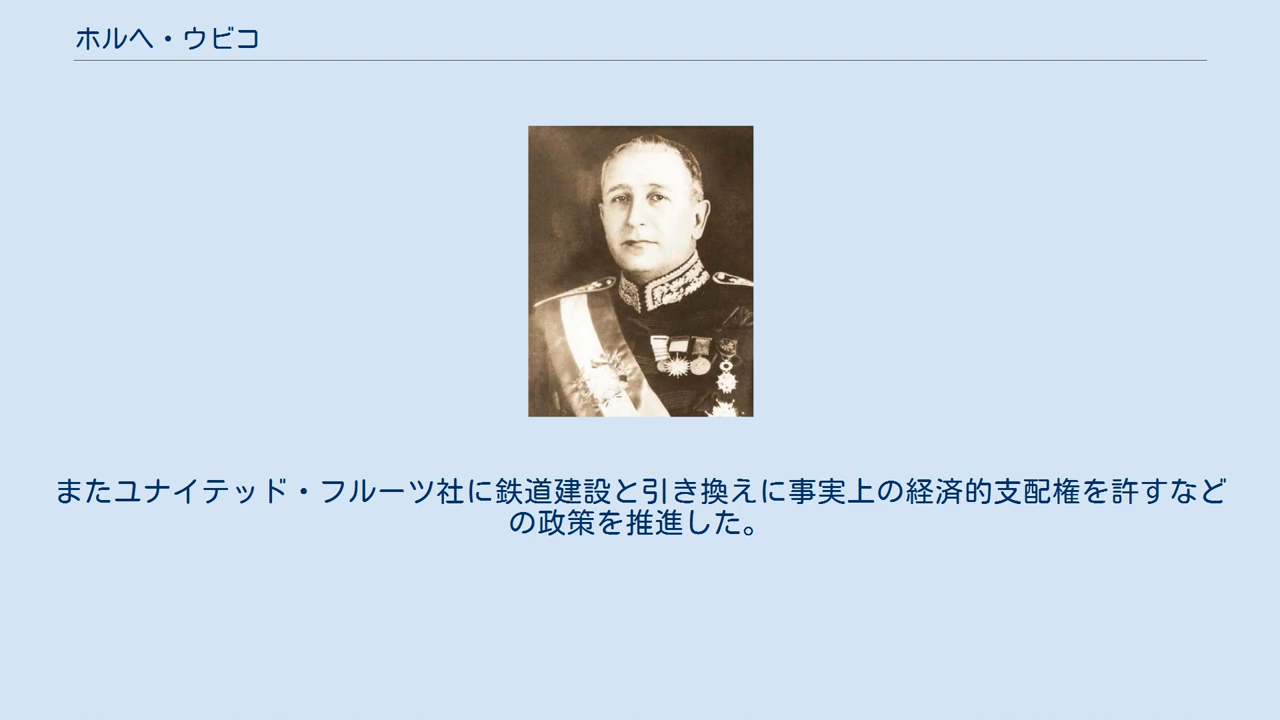 ホルヘ・ウビコ
またユナイテッド・フルーツ社に鉄道建設と引き換えに事実上の経済的支配権を許すなど
の政策を推進した。